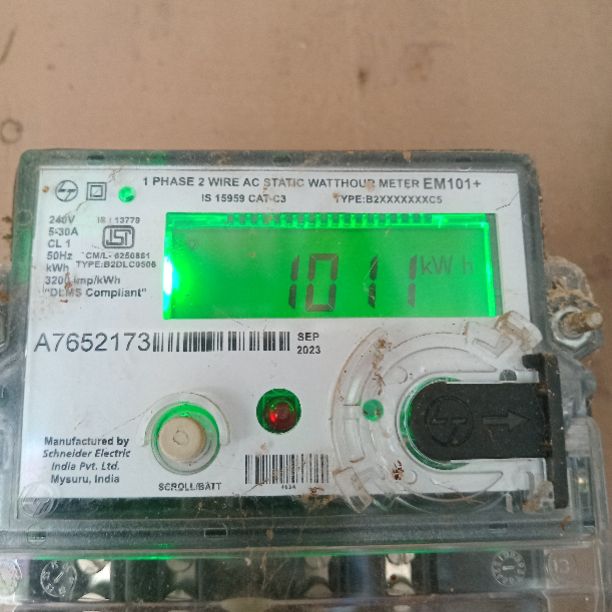 1 PHASE 2 WIRE AC STATIC WATTHOUR METER EM101+
IS 15959 CAT-C3 TYPE:B2XXXXXXXC5
240V
5-30A
CL 1
50Hz
kWh
3200 imp/kWh
"DLMS Compliant"
IS : 13779
ISI
CM/L- 6250881
TYPE:B2DLC0506
1011 kWh
A7652173
SEP
2023
Manufactured by
Schneider Electric
India Pvt. Ltd.
Mysuru, India
SCROLL/BATT